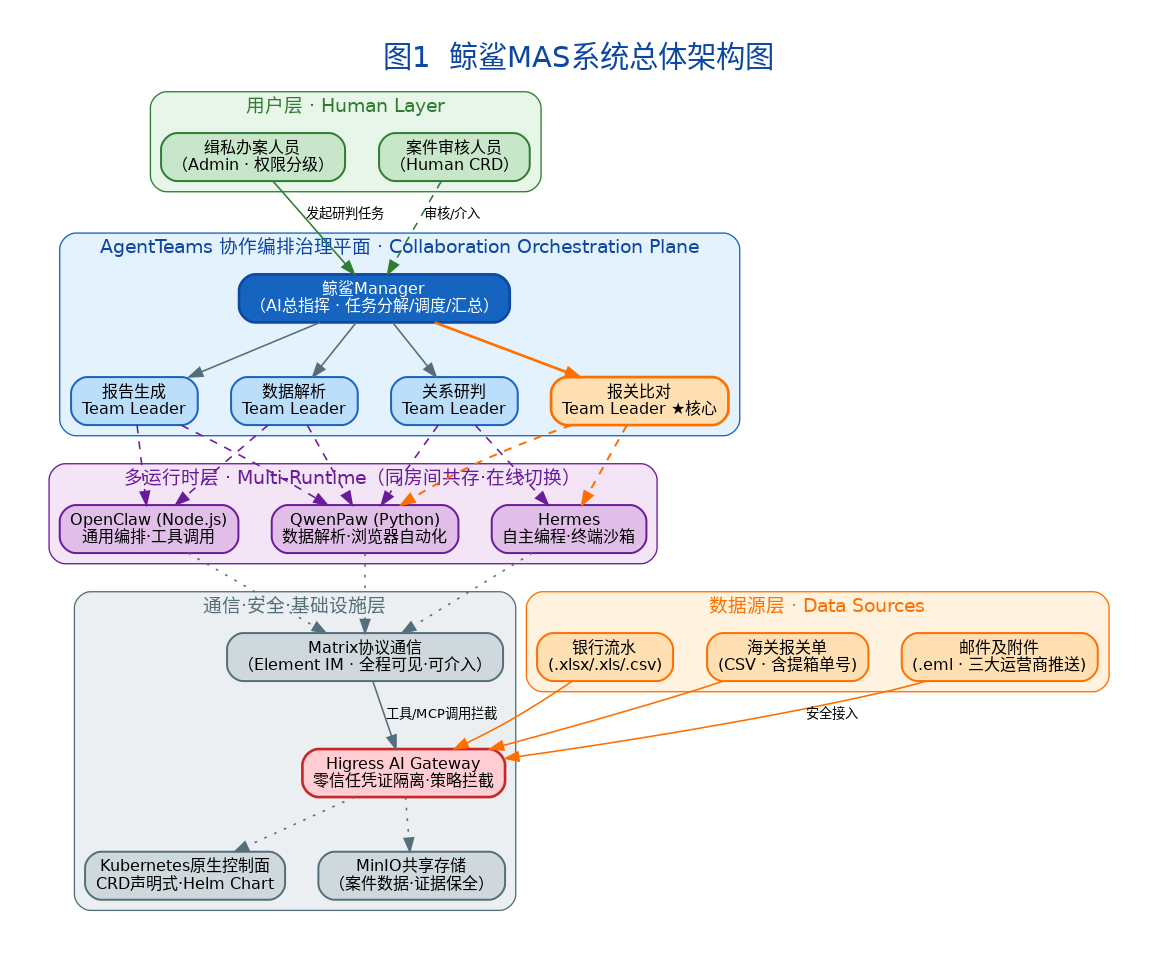 图1  鲸鲨MAS系统总体架构图
用户层 · Human Layer
缉私办案人员
（Admin · 权限分级）
案件审核人员
（Human CRD）
发起研判任务
审核/介入
AgentTeams 协作编排治理平面 · Collaboration Orchestration Plane
鲸鲨Manager
（AI总指挥 · 任务分解/调度/汇总）
报告生成
Team Leader
数据解析
Team Leader
关系研判
Team Leader
报关比对
Team Leader ★核心
多运行时层 · Multi-Runtime（同房间共存·在线切换）
OpenClaw (Node.js)
通用编排·工具调用
QwenPaw (Python)
数据解析·浏览器自动化
Hermes
自主编程·终端沙箱
通信·安全·基础设施层
Matrix协议通信
（Element IM · 全程可见·可介入）
数据源层 · Data Sources
银行流水
(.xlsx/.xls/.csv)
海关报关单
(CSV · 含提箱单号)
邮件及附件
(.eml · 三大运营商推送)
工具/MCP调用拦截
安全接入
Higress AI Gateway
零信任凭证隔离·策略拦截
Kubernetes原生控制面
CRD声明式·Helm Chart
MinIO共享存储
（案件数据·证据保全）